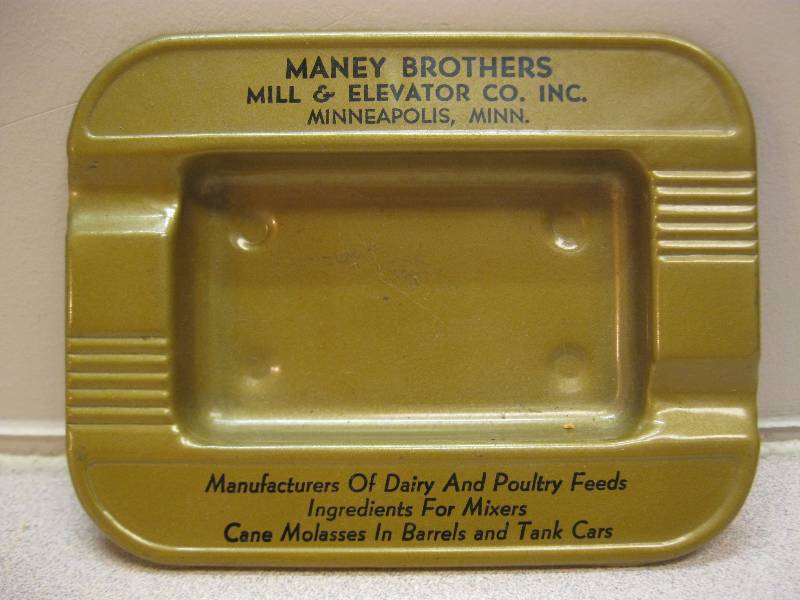 MANEY BROTHERS
MILL & ELEVATOR CO. INC.
MINNEAPOLIS, MINN.
Manufacturers Of Dairy And Poultry Feeds
Ingredients For Mixers
Cane Molasses In Barrels and Tank Cars